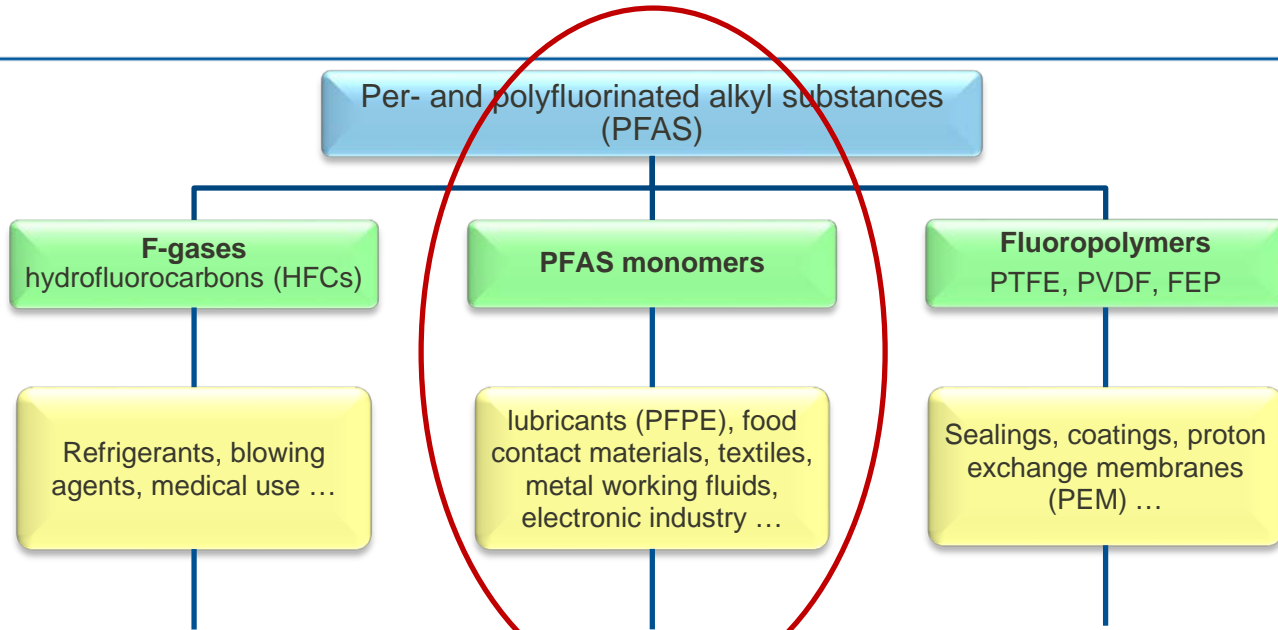 Per- and polyfluorinated alkyl substances
(PFAS)
F-gases
hydrofluorocarbons (HFCs)
PFAS monomers
Fluoropolymers
PTFE, PVDF, FEP
Refrigerants, blowing
agents, medical use …
lubricants (PFPE), food
contact materials, textiles,
metal working fluids,
electronic industry …
Sealings, coatings, proton
exchange membranes
(PEM) …